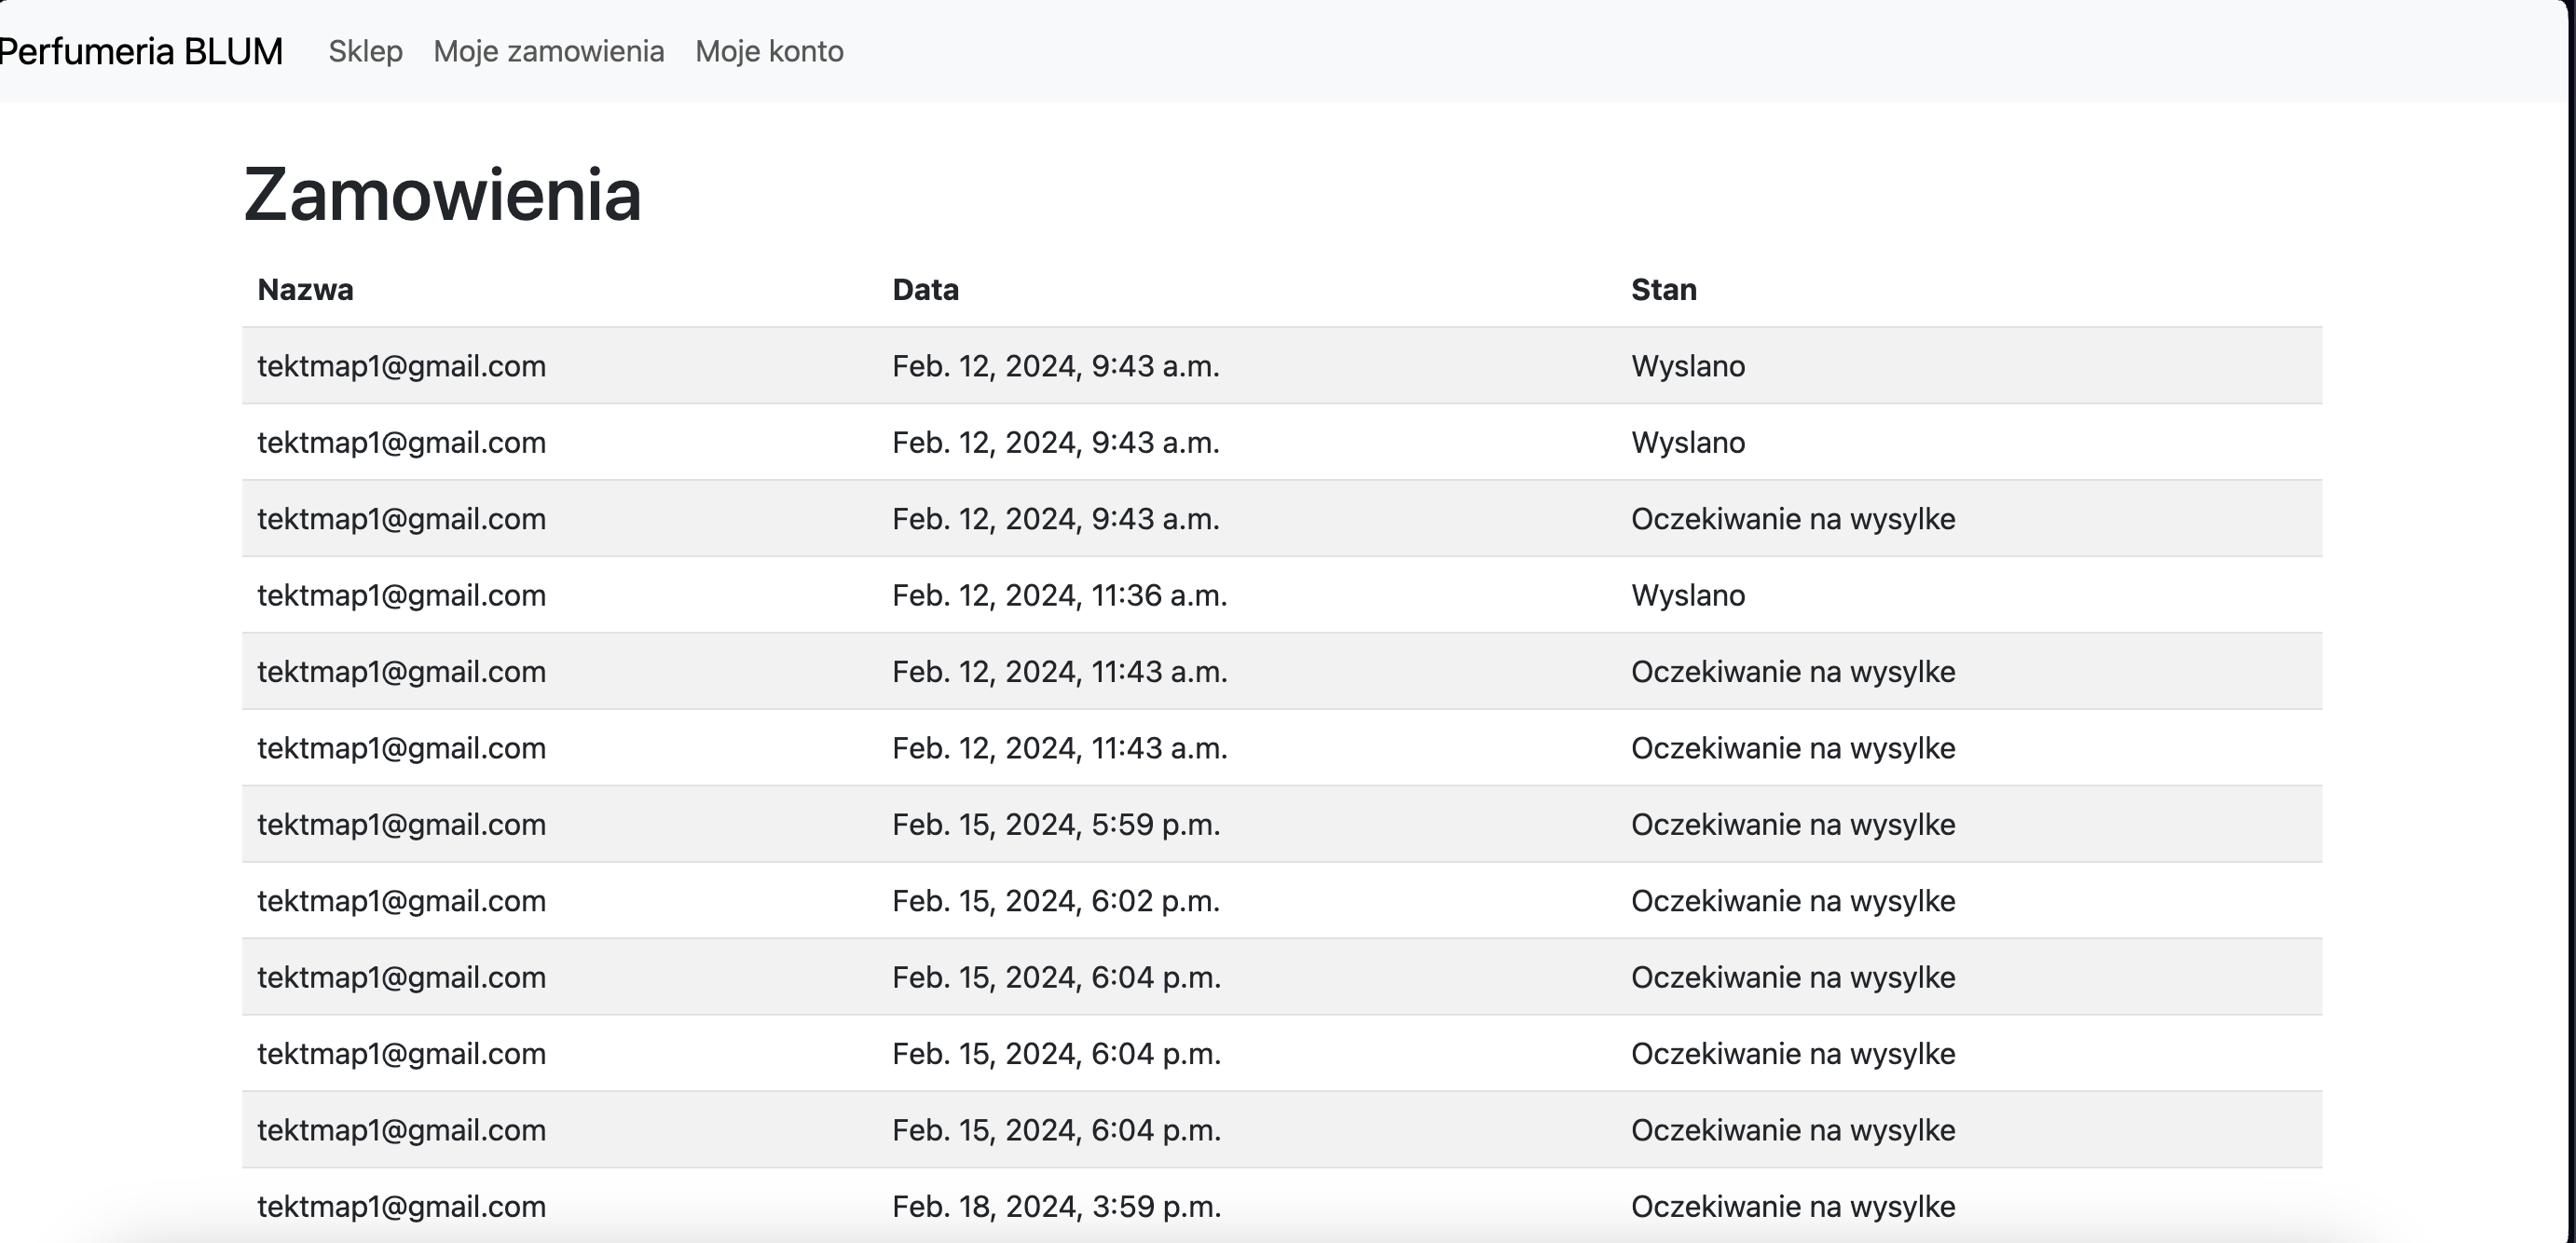 Perfumeria BLUM Sklep Moje zamowienia Moje konto
Zamowienia
Nazwa Data Stan
tektmap1@gmail.com Feb. 12, 2024, 9:43 a.m. Wyslano
tektmap1@gmail.com Feb. 12, 2024, 9:43 a.m. Wyslano
tektmap1@gmail.com Feb. 12, 2024, 9:43 a.m. Oczekiwanie na wysylke
tektmap1@gmail.com Feb. 12, 2024, 11:36 a.m. Wyslano
tektmap1@gmail.com Feb. 12, 2024, 11:43 a.m. Oczekiwanie na wysylke
tektmap1@gmail.com Feb. 12, 2024, 11:43 a.m. Oczekiwanie na wysylke
tektmap1@gmail.com Feb. 15, 2024, 5:59 p.m. Oczekiwanie na wysylke
tektmap1@gmail.com Feb. 15, 2024, 6:02 p.m. Oczekiwanie na wysylke
tektmap1@gmail.com Feb. 15, 2024, 6:04 p.m. Oczekiwanie na wysylke
tektmap1@gmail.com Feb. 15, 2024, 6:04 p.m. Oczekiwanie na wysylke
tektmap1@gmail.com Feb. 15, 2024, 6:04 p.m. Oczekiwanie na wysylke
tektmap1@gmail.com Feb. 18, 2024, 3:59 p.m. Oczekiwanie na wysylke